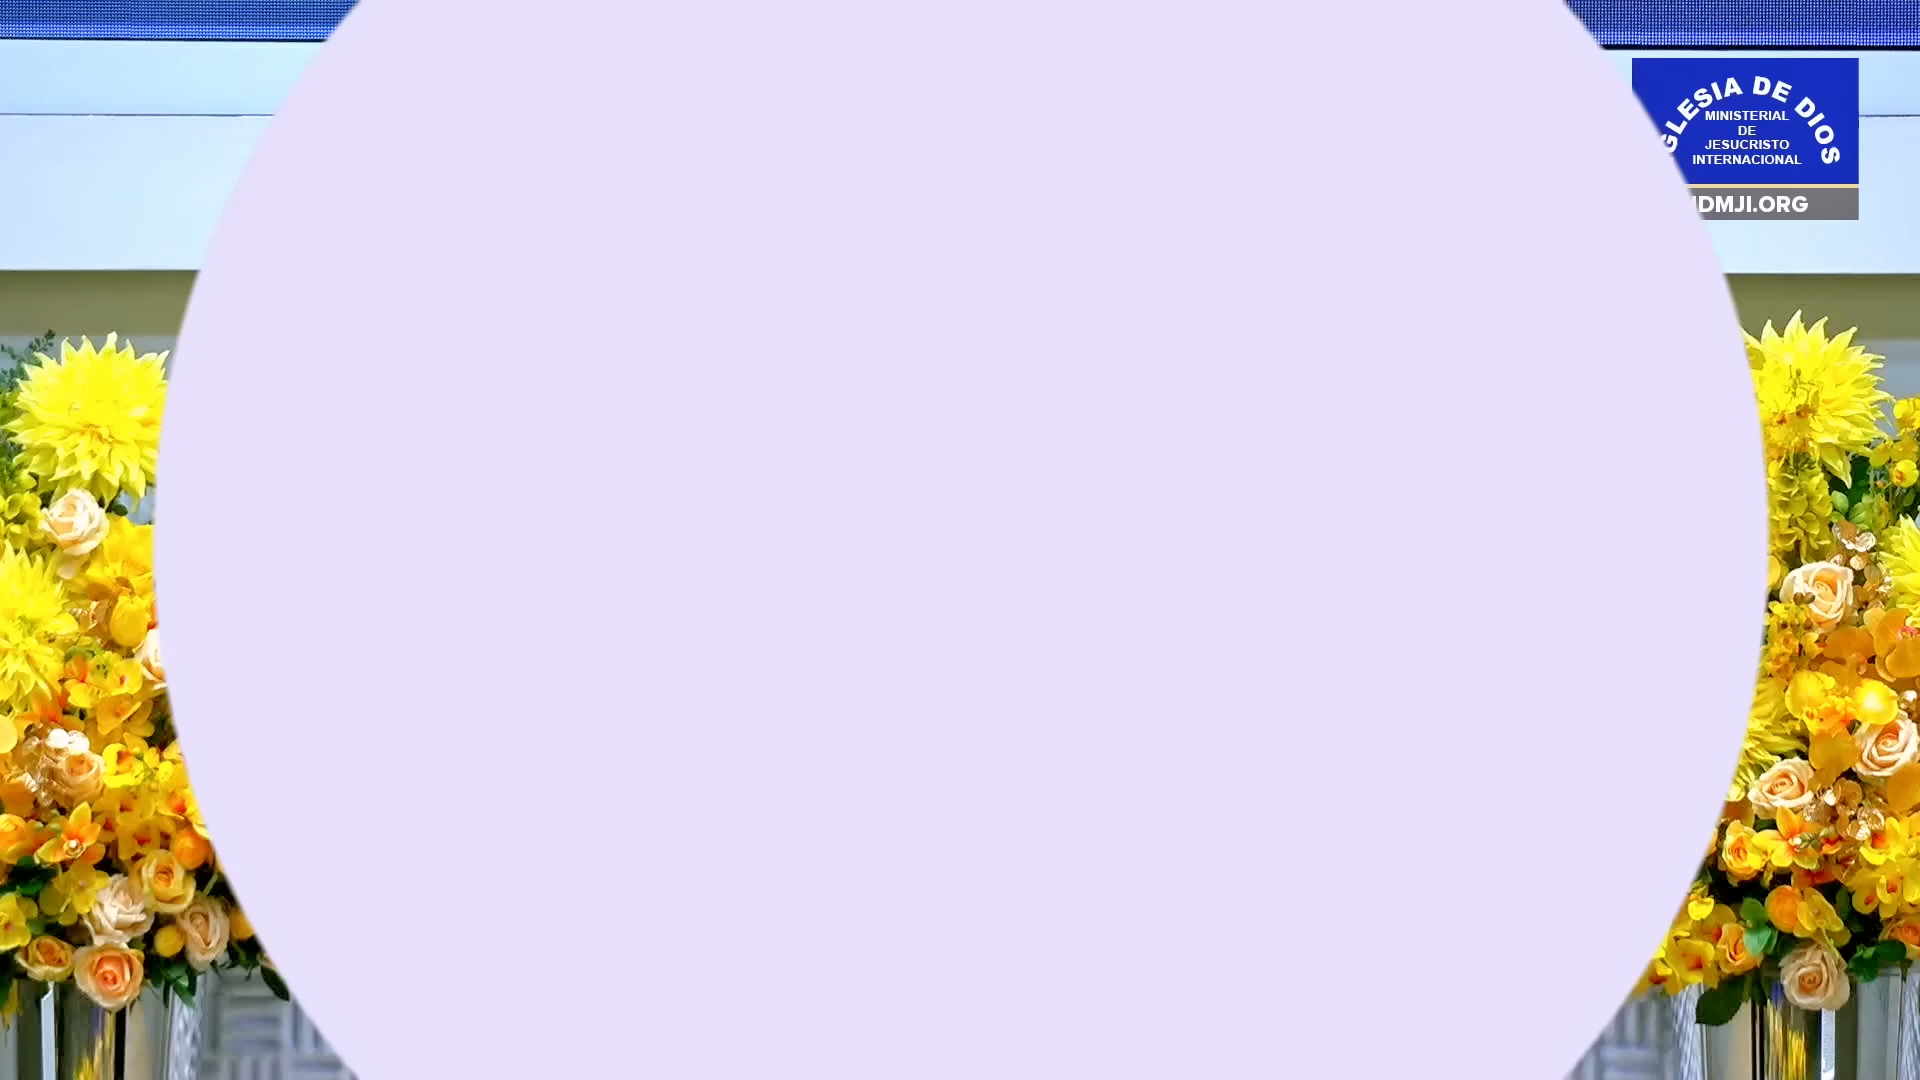 GLESIA DE DIOS
MINISTERIAL
DE
JESUCRISTO
INTERNACIONAL
IDMJI.ORG